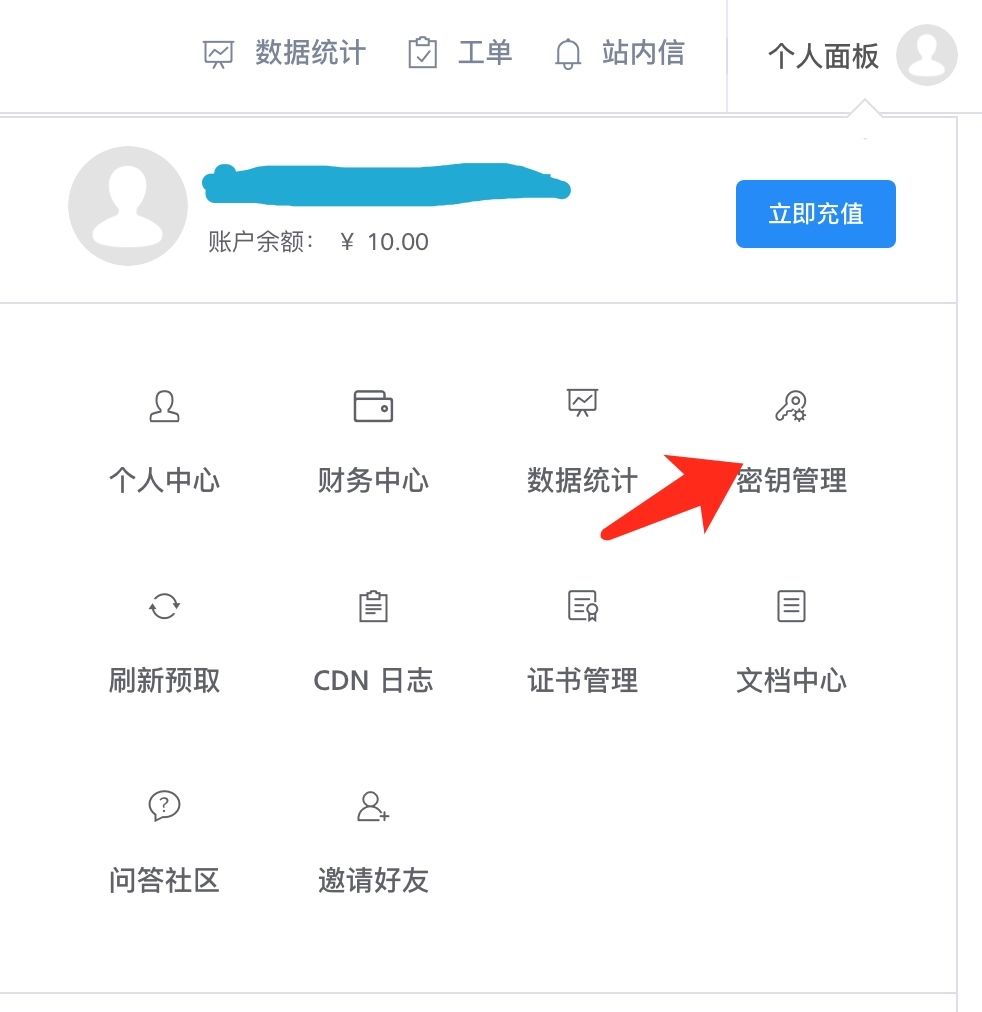 数据统计 工单 站内信 个人面板
账户余额： ￥ 10.00
立即充值
个人中心 财务中心 数据统计 密钥管理
刷新预取 CDN 日志 证书管理 文档中心
问答社区 邀请好友